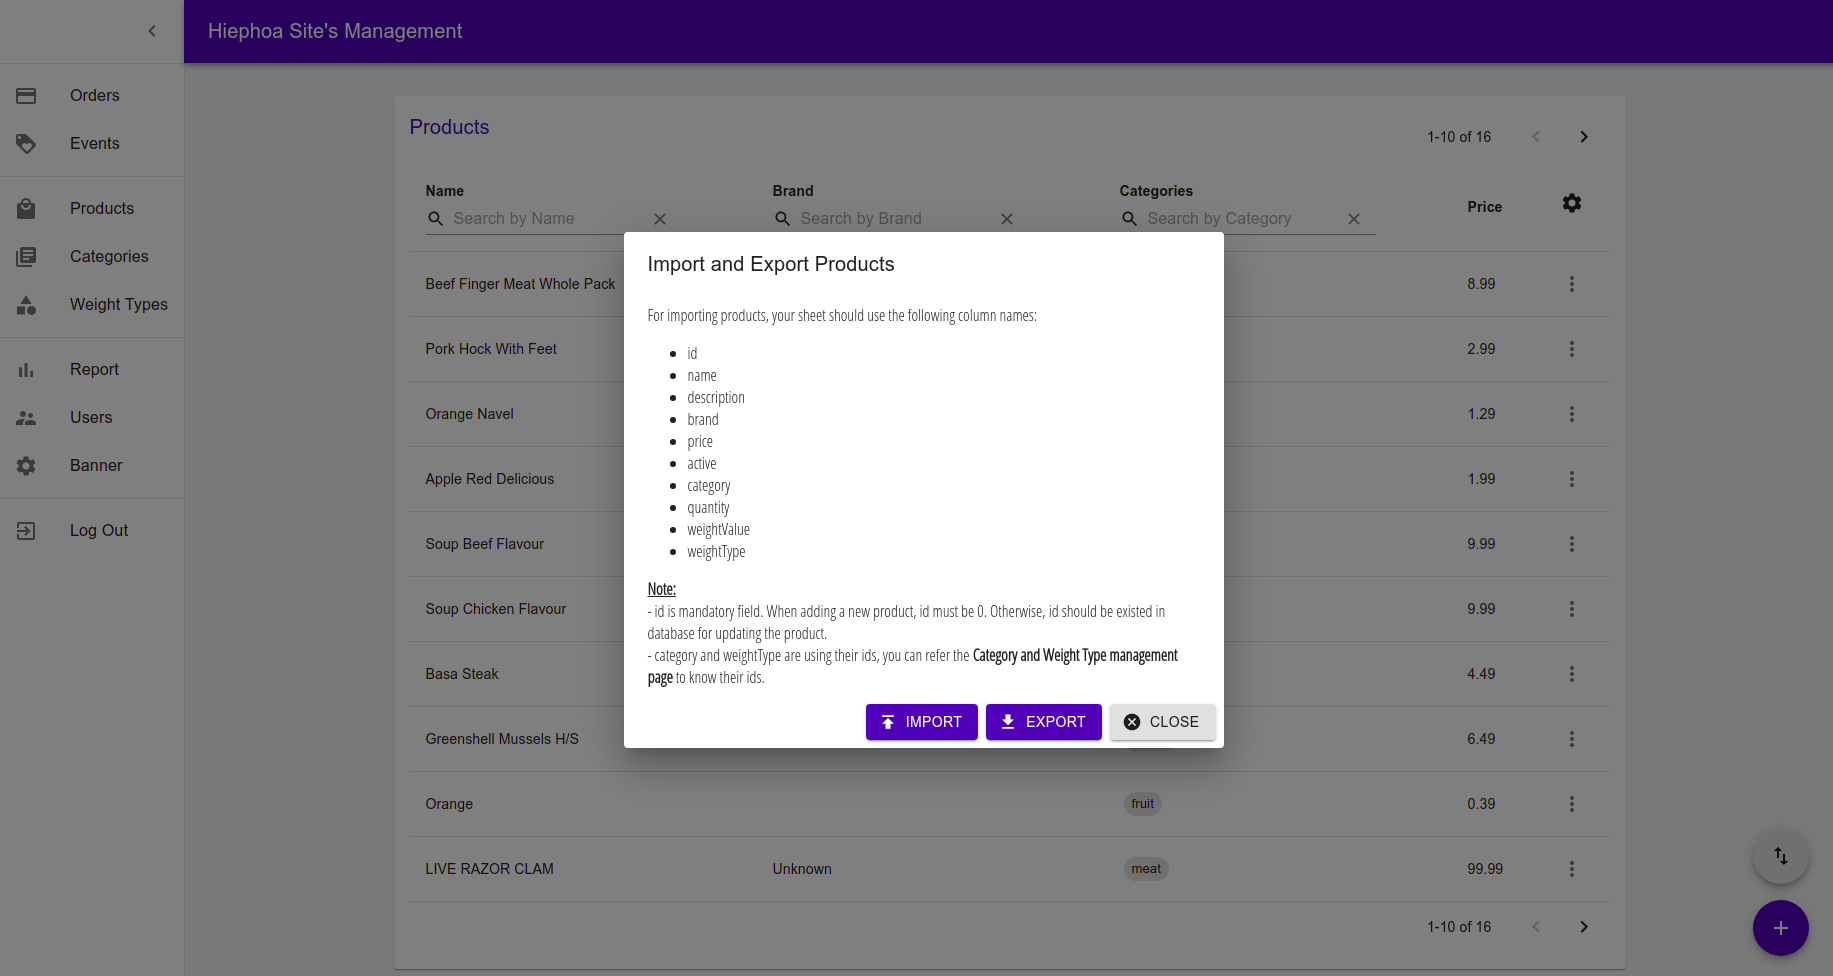 Hiephoa Site's Management
Orders
Events
Products
Categories
Weight Types
Report
Users
Banner
Log Out
Products
1-10 of 16
Name
Brand
Categories
Price
Search by Name
Search by Brand
Search by Category
Beef Finger Meat Whole Pack
8.99
Pork Hock With Feet
2.99
Orange Navel
1.29
Apple Red Delicious
1.99
Soup Beef Flavour
9.99
Soup Chicken Flavour
9.99
Basa Steak
4.49
Greenshell Mussels H/S
6.49
Orange
fruit
0.39
LIVE RAZOR CLAM
Unknown
meat
99.99
1-10 of 16
Import and Export Products
For importing products, your sheet should use the following column names:
id
name
description
brand
price
active
category
quantity
weightValue
weightType
Note:
- id is mandatory field. When adding a new product, id must be 0. Otherwise, id should be existed in
database for updating the product.
- category and weightType are using their ids, you can refer the Category and Weight Type management
page to know their ids.
IMPORT
EXPORT
CLOSE